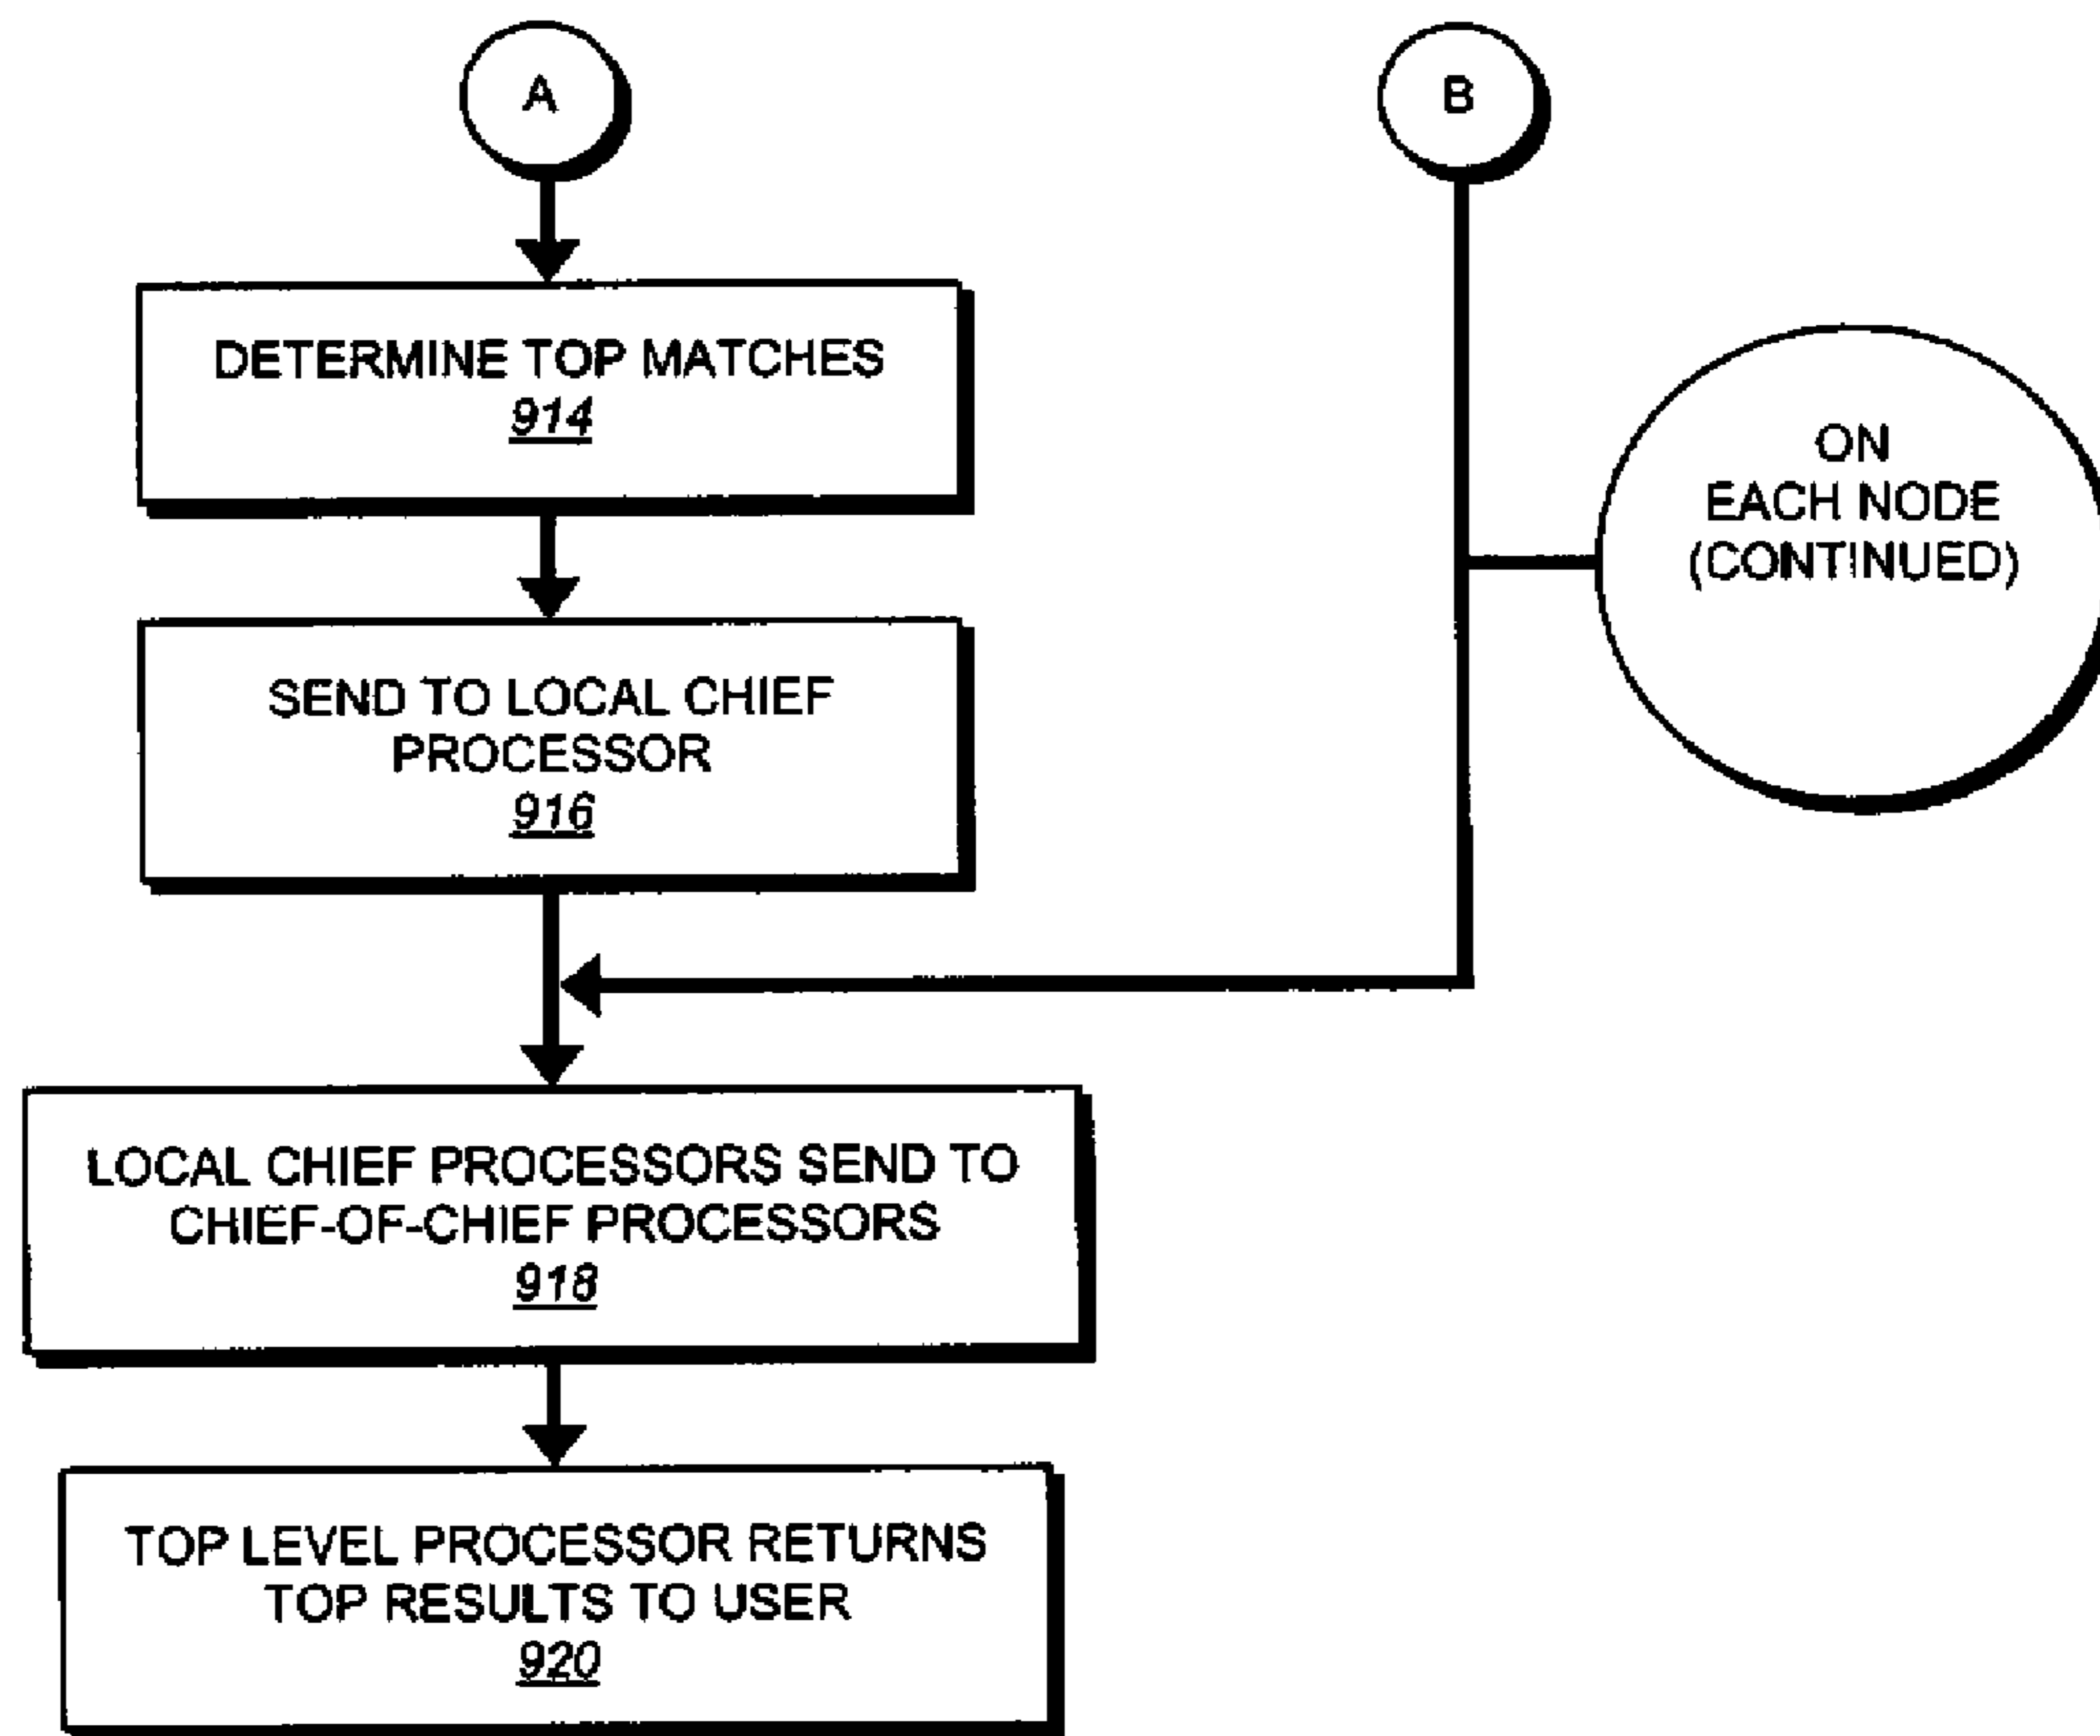 A
B
DETERMINE TOP MATCHES
914
ON
EACH NODE
(CONTINUED)
SEND TO LOCAL CHIEF
PROCESSOR
916
LOCAL CHIEF PROCESSORS SEND TO
CHIEF-OF-CHIEF PROCESSORS
918
TOP LEVEL PROCESSOR RETURNS
TOP RESULTS TO USER
920